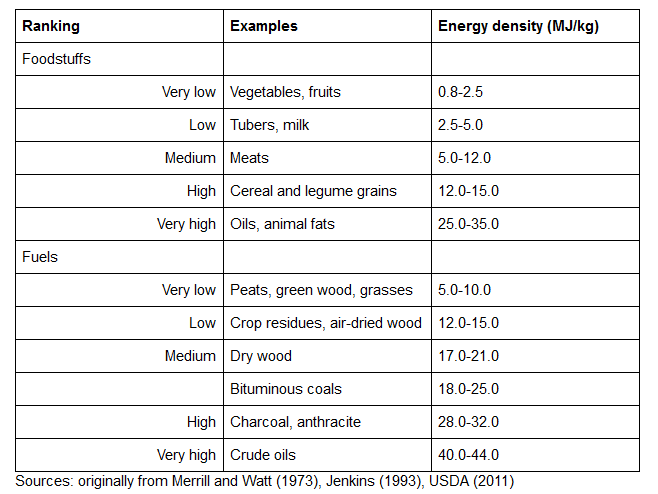 Ranking Examples Energy density (MJ/kg)
Foodstuffs
Very low Vegetables, fruits 0.8-2.5
Low Tubers, milk 2.5-5.0
Medium Meats 5.0-12.0
High Cereal and legume grains 12.0-15.0
Very high Oils, animal fats 25.0-35.0
Fuels
Very low Peats, green wood, grasses 5.0-10.0
Low Crop residues, air-dried wood 12.0-15.0
Medium Dry wood 17.0-21.0
Bituminous coals 18.0-25.0
High Charcoal, anthracite 28.0-32.0
Very high Crude oils 40.0-44.0
Sources: originally from Merrill and Watt (1973), Jenkins (1993), USDA (2011)